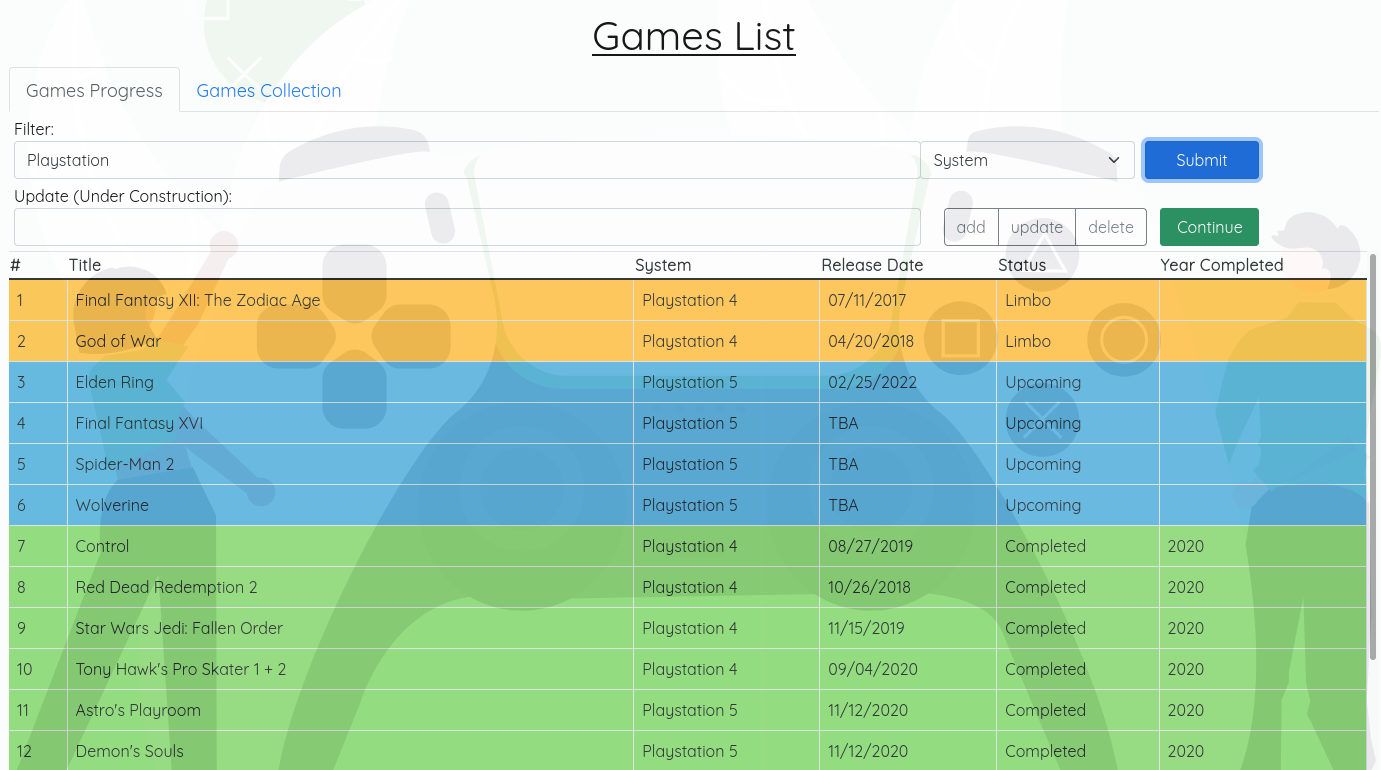 Games List
Games Progress Games Collection
Filter:
Playstation System Submit
Update (Under Construction):
add update delete Continue
# Title System Release Date Status Year Completed
1 Final Fantasy XII: The Zodiac Age Playstation 4 07/11/2017 Limbo
2 God of War Playstation 4 04/20/2018 Limbo
3 Elden Ring Playstation 5 02/25/2022 Upcoming
4 Final Fantasy XVI Playstation 5 TBA Upcoming
5 Spider-Man 2 Playstation 5 TBA Upcoming
6 Wolverine Playstation 5 TBA Upcoming
7 Control Playstation 4 08/27/2019 Completed 2020
8 Red Dead Redemption 2 Playstation 4 10/26/2018 Completed 2020
9 Star Wars Jedi: Fallen Order Playstation 4 11/15/2019 Completed 2020
10 Tony Hawk's Pro Skater 1 + 2 Playstation 4 09/04/2020 Completed 2020
11 Astro's Playroom Playstation 5 11/12/2020 Completed 2020
12 Demon's Souls Playstation 5 11/12/2020 Completed 2020